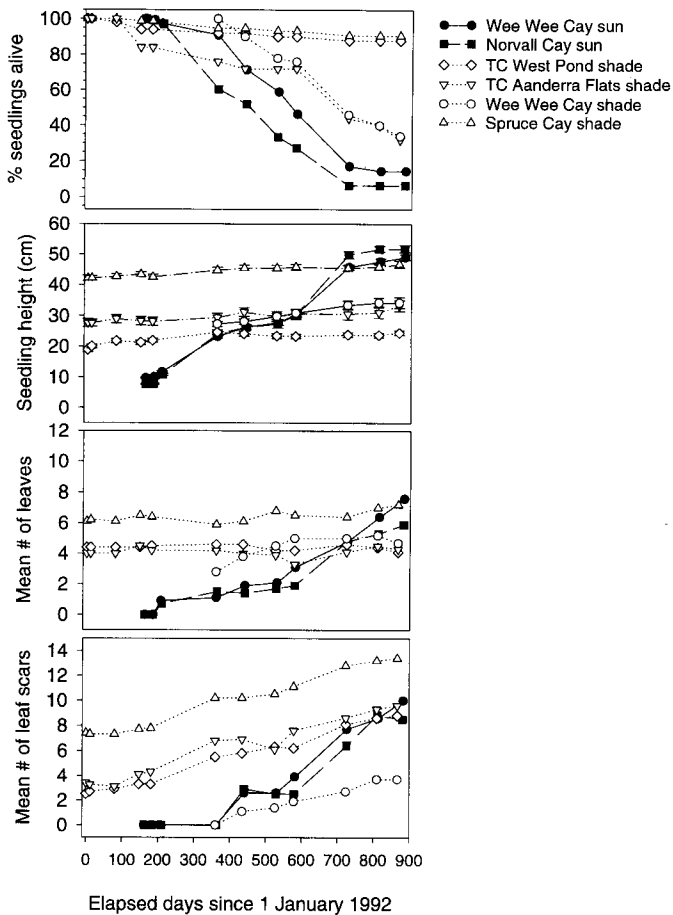 % seedlings alive
100
80
60
40
20
0
Wee Wee Cay sun
Norvall Cay sun
TC West Pond shade
TC Aanderra Flats shade
Wee Wee Cay shade
Spruce Cay shade
Seedling height (cm)
60
50
40
30
20
10
0
Mean # of leaves
12
10
8
6
4
2
0
Mean # of leaf scars
14
12
10
8
6
4
2
0
0 100 200 300 400 500 600 700 800 900
Elapsed days since 1 January 1992